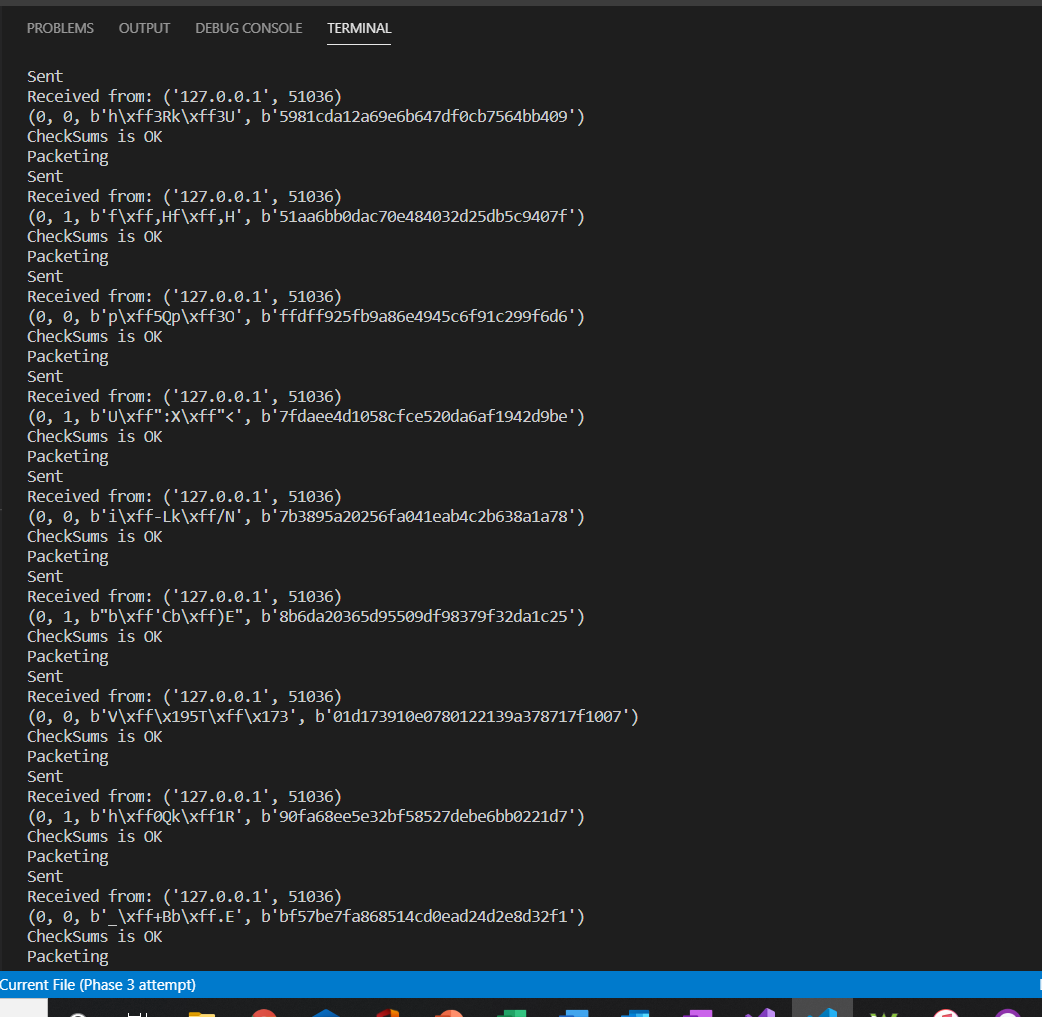 PROBLEMS OUTPUT DEBUG CONSOLE TERMINAL
Sent
Received from: ('127.0.0.1', 51036)
(0, 0, b'h\xff3Rk\xff3U', b'5981cda12a69e6b647df0cb7564bb409')
CheckSums is OK
Packeting
Sent
Received from: ('127.0.0.1', 51036)
(0, 1, b'f\xff,Hf\xff,H', b'51aa6bb0dac70e484032d25db5c9407f')
CheckSums is OK
Packeting
Sent
Received from: ('127.0.0.1', 51036)
(0, 0, b'p\xff5Qp\xff3O', b'ffdff925fb9a86e4945c6f91c299f6d6')
CheckSums is OK
Packeting
Sent
Received from: ('127.0.0.1', 51036)
(0, 1, b'U\xff":X\xff"<', b'7fdaee4d1058cfce520da6af1942d9be')
CheckSums is OK
Packeting
Sent
Received from: ('127.0.0.1', 51036)
(0, 0, b'i\xff-Lk\xff/N', b'7b3895a20256fa041eab4c2b638a1a78')
CheckSums is OK
Packeting
Sent
Received from: ('127.0.0.1', 51036)
(0, 1, b"b\xff'Cb\xff)E", b'8b6da20365d95509df98379f32da1c25')
CheckSums is OK
Packeting
Sent
Received from: ('127.0.0.1', 51036)
(0, 0, b'V\xff\x195T\xff\x173', b'01d173910e0780122139a378717f1007')
CheckSums is OK
Packeting
Sent
Received from: ('127.0.0.1', 51036)
(0, 1, b'h\xff0Qk\xff1R', b'90fa68ee5e32bf58527debe6bb0221d7')
CheckSums is OK
Packeting
Sent
Received from: ('127.0.0.1', 51036)
(0, 0, b'_\xff+Bb\xff.E', b'bf57be7fa868514cd0ead24d2e8d32f1')
CheckSums is OK
Packeting
Current File (Phase 3 attempt)